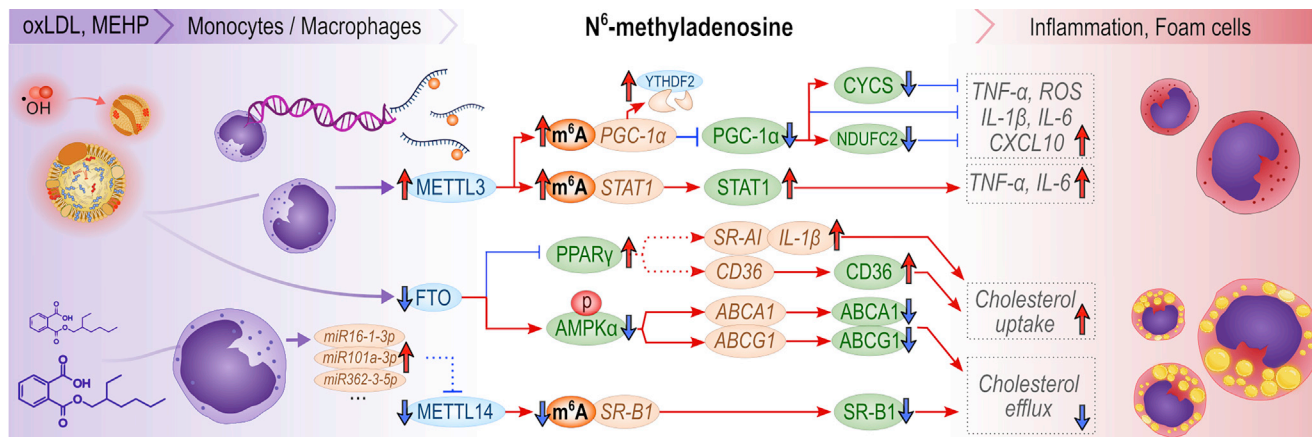 oxLDL, MEHP
Monocytes / Macrophages
N⁶-methyladenosine
Inflammation, Foam cells
•OH
METTL3
YTHDF2
m⁶A
PGC-1α
PGC-1α
CYCS
NDUFC2
TNF-α, ROS
IL-1β, IL-6
CXCL10
m⁶A
STAT1
STAT1
TNF-α, IL-6
FTO
PPARγ
SR-AI
IL-1β
CD36
CD36
Cholesterol
uptake
p
AMPKα
ABCA1
ABCA1
ABCG1
ABCG1
O
OH
O
O
O
OH
O
O
miR16-1-3p
miR101a-3p
miR362-3-5p
...
METTL14
m⁶A
SR-B1
SR-B1
Cholesterol
efflux